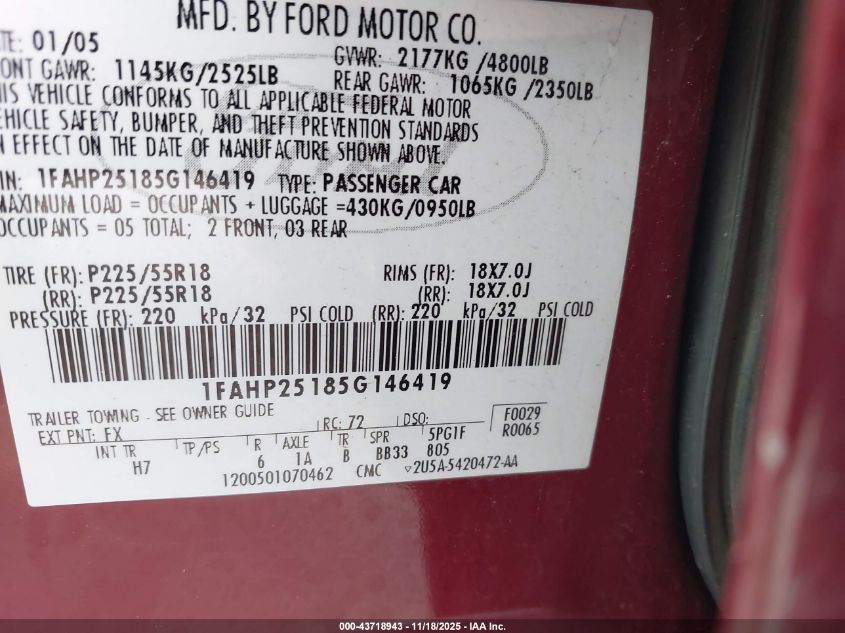 MFD. BY FORD MOTOR CO.
TE: 01/05
GVWR: 2177KG /4800LB
ONT GAWR: 1145KG/2525LB
REAR GAWR: 1065KG /2350LB
IS VEHICLE CONFORMS TO ALL APPLICABLE FEDERAL MOTOR
EHICLE SAFETY, BUMPER, AND THEFT PREVENTION STANDARDS
N EFFECT ON THE DATE OF MANUFACTURE SHOWN ABOVE.
IN: 1FAHP25185G146419 TYPE: PASSENGER CAR
MAXIMUM LOAD = OCCUPANTS + LUGGAGE =430KG/0950LB
OCCUPANTS = 05 TOTAL; 2 FRONT, 03 REAR
TIRE (FR): P225/55R18 RIMS (FR): 18X7.0J
(RR): P225/55R18 (RR): 18X7.0J
PRESSURE (FR): 220 kPa/32 PSI COLD (RR): 220 kPa/32 PSI COLD
1FAHP25185G146419
TRAILER TOWING - SEE OWNER GUIDE
EXT PNT: FX RC: 72 DSO: F0029
R0065
INT TR TP/PS R AXLE TR SPR 5PG1F
H7 6 1A B BB33 805
1200501070462 CMC ▽2U5A-5420472-AA
000-43718943 - 11/18/2025 - IAA Inc.